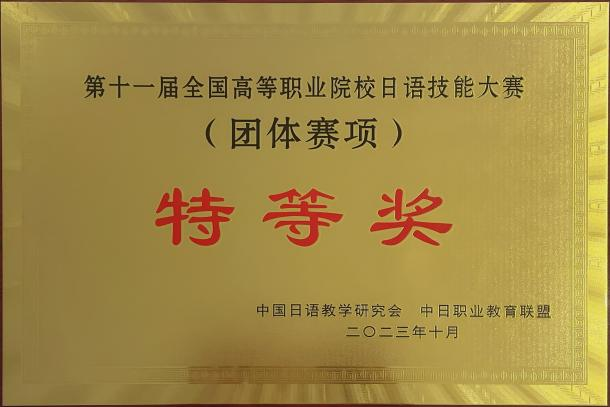 第十一届全国高等职业院校日语技能大赛
（团体赛项）
特等奖
中国日语教学研究会 中日职业教育联盟
二〇二三年十月